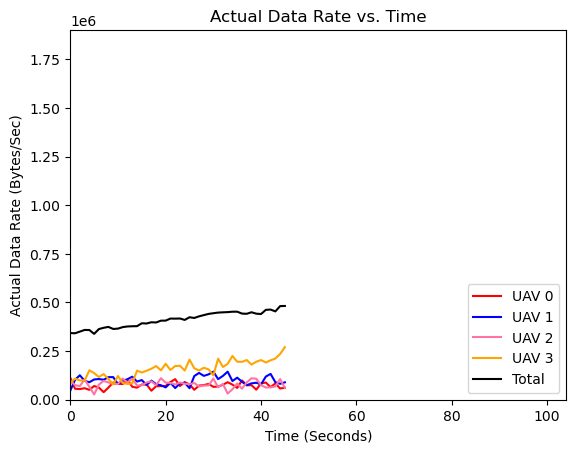 Actual Data Rate vs. Time
1e6
1.75
1.50
1.25
1.00
0.75
0.50
0.25
0.00
Actual Data Rate (Bytes/Sec)
0 20 40 60 80 100
Time (Seconds)
UAV 0
UAV 1
UAV 2
UAV 3
Total